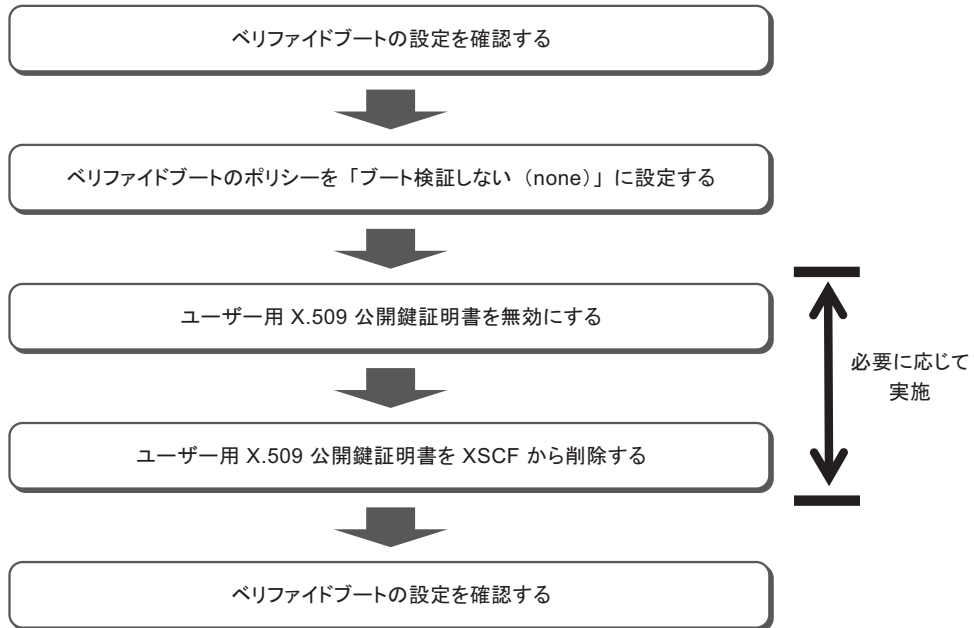 ベリファイドブートの設定を確認する
ベリファイドブートのポリシーを「ブート検証しない（none）」に設定する
ユーザー用 X.509 公開鍵証明書を無効にする
ユーザー用 X.509 公開鍵証明書を XSCF から削除する
必要に応じて
実施
ベリファイドブートの設定を確認する